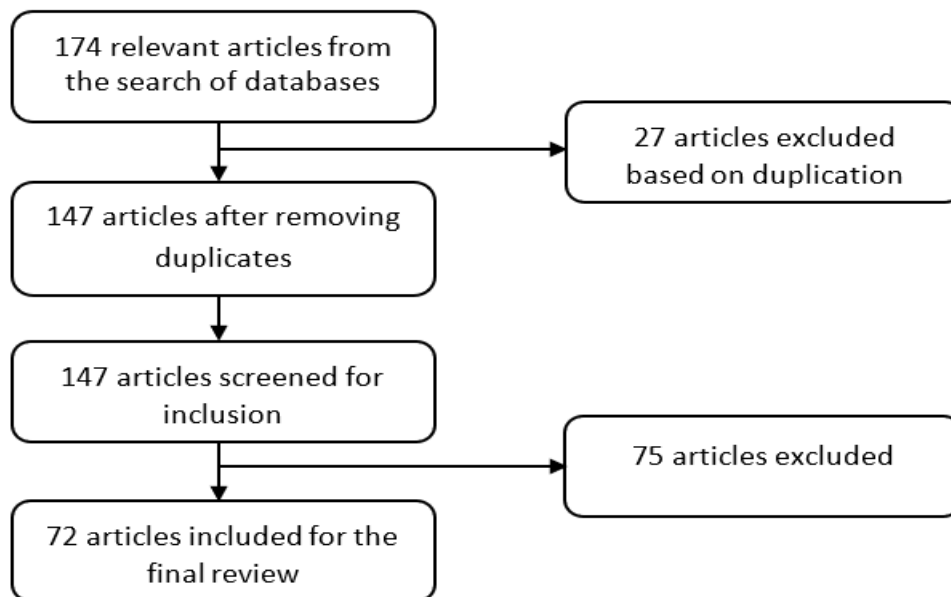 174 relevant articles from
the search of databases
27 articles excluded
based on duplication
147 articles after removing
duplicates
147 articles screened for
inclusion
75 articles excluded
72 articles included for the
final review